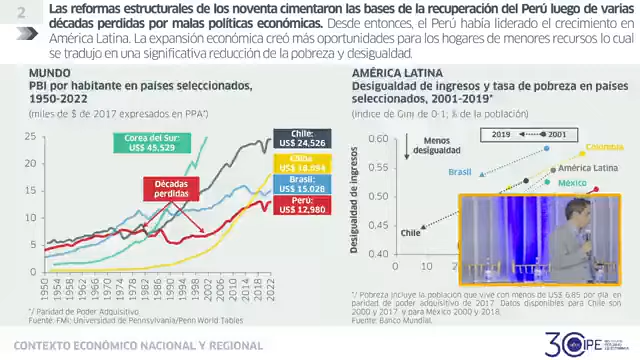 2
Las reformas estructurales de los noventa cimentaron las bases de la recuperación del Perú luego de varias
décadas perdidas por malas políticas económicas. Desde entonces, el Perú había liderado el crecimiento en
América Latina. La expansión económica creó más oportunidades para los hogares de menores recursos lo cual
se tradujo en una significativa reducción de la pobreza y desigualdad.
MUNDO
PBI por habitante en países seleccionados,
1950-2022
(miles de $ de 2017 expresados en PPA*)
25
20
15
10
5
0
Corea del Sur:
US$ 45,529
Décadas
perdidas
Chile:
US$ 24,526
China
Brasil:
US$ 15,028
Perú:
US$ 12,980
1950
1954
1958
1962
1966
1970
1974
1978
1982
1986
1990
1994
1998
2002
2006
2010
2014
2018
2022
*/ Paridad de Poder Adquisitivo
Fuente: FMI; Universidad de Pennsylvania/Penn World Tables
AMÉRICA LATINA
Desigualdad de ingresos y tasa de pobreza en países
seleccionados, 2001-2019*
(índice de Gini de 0-1; % de la población)
Desigualdad de ingresos
0.60
0.55
0.50
0.45
0.40
Menos
desigualdad
2019
2001
Colombia
Brasil
América Latina
México
Chile
0
*/ Pobreza incluye la población que vive con menos de US$ 6,85 por día, en
paridad de poder adquisitivo de 2017. Datos disponibles para Chile son
2000 y 2017, y para México 2000 y 2018.
Fuente: Banco Mundial.
CONTEXTO ECONÓMICO NACIONAL Y REGIONAL
30
IPE